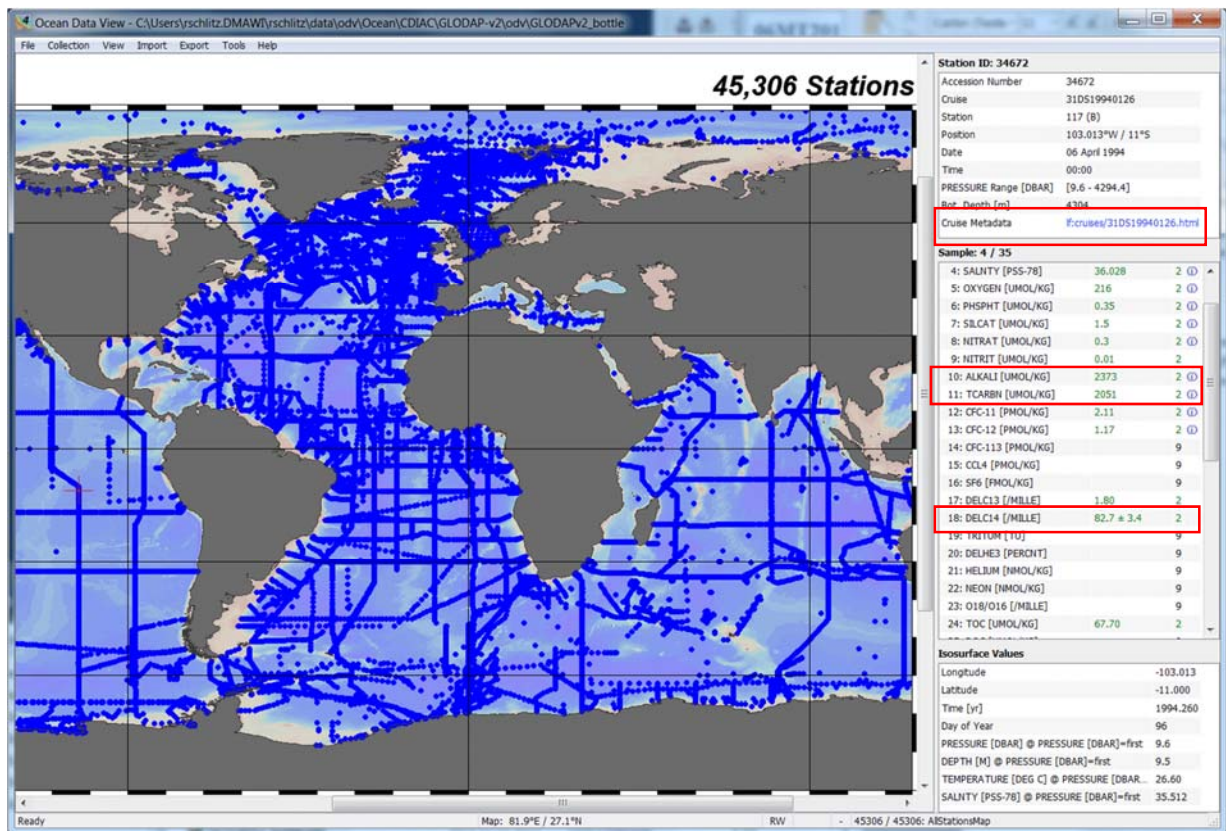 Ocean Data View - C:\Users\rschlitz.DMAWI\rschlitz\data\odv\Ocean\CDIAC\GLODAP-v2\odv\GLODAPv2_bottle
File Collection View Import Export Tools Help
45,306 Stations
Station ID: 34672
Accession Number 34672
Cruise 31DS19940126
Station 117 (B)
Position 103.013°W / 11°S
Date 06 April 1994
Time 00:00
PRESSURE Range [DBAR] [9.6 - 4294.4]
Bot. Depth [m] 4304
Cruise Metadata lf:cruises/31DS19940126.html
Sample: 4 / 35
4: SALNTY [PSS-78] 36.028 2
5: OXYGEN [UMOL/KG] 216 2
6: PHSPHT [UMOL/KG] 0.35 2
7: SILCAT [UMOL/KG] 1.5 2
8: NITRAT [UMOL/KG] 0.3 2
9: NITRIT [UMOL/KG] 0.01 2
10: ALKALI [UMOL/KG] 2373 2
11: TCARBN [UMOL/KG] 2051 2
12: CFC-11 [PMOL/KG] 2.11 2
13: CFC-12 [PMOL/KG] 1.17 2
14: CFC-113 [PMOL/KG] 9
15: CCL4 [PMOL/KG] 9
16: SF6 [FMOL/KG] 9
17: DELC13 [/MILLE] 1.80 2
18: DELC14 [/MILLE] 82.7 ± 3.4 2
19: TRITUM [TU] 9
20: DELHE3 [PERCNT] 9
21: HELIUM [NMOL/KG] 9
22: NEON [NMOL/KG] 9
23: O18/O16 [/MILLE] 9
24: TOC [UMOL/KG] 67.70 2
Isosurface Values
Longitude -103.013
Latitude -11.000
Time [yr] 1994.260
Day of Year 96
PRESSURE [DBAR] @ PRESSURE [DBAR]=first 9.6
DEPTH [M] @ PRESSURE [DBAR]=first 9.5
TEMPERATURE [DEG C] @ PRESSURE [DBAR... 26.60
SALNTY [PSS-78] @ PRESSURE [DBAR]=first 35.512
Ready Map: 81.9°E / 27.1°N RW - 45306 / 45306: AllStationsMap